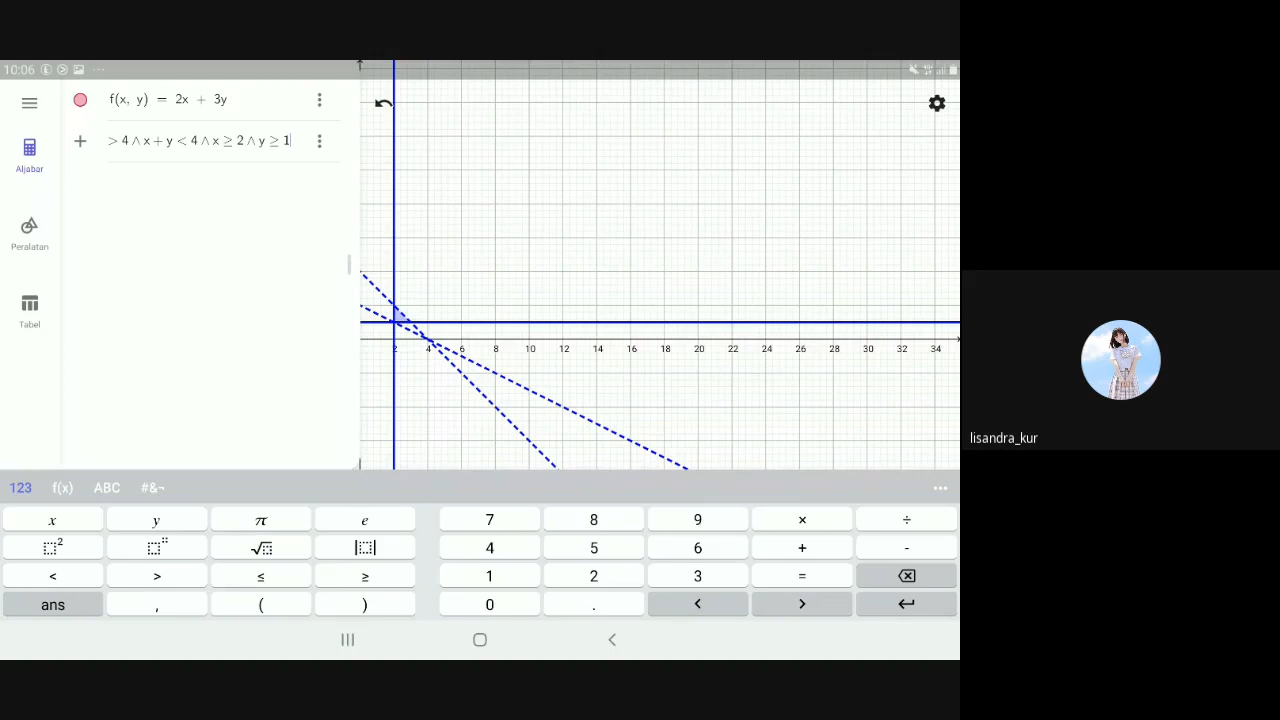 10:06
f(x, y) = 2x + 3y
> 4 ∧ x + y < 4 ∧ x ≥ 2 ∧ y ≥ 1
Aljabar
Peralatan
Tabel
2 4 6 8 10 12 14 16 18 20 22 24 26 28 30 32 34
lisandra_kur
123 f(x) ABC #&¬
x y π e 7 8 9 × ÷
4 5 6 + -
< > ≤ ≥ 1 2 3 =
ans , ( ) 0 . < >